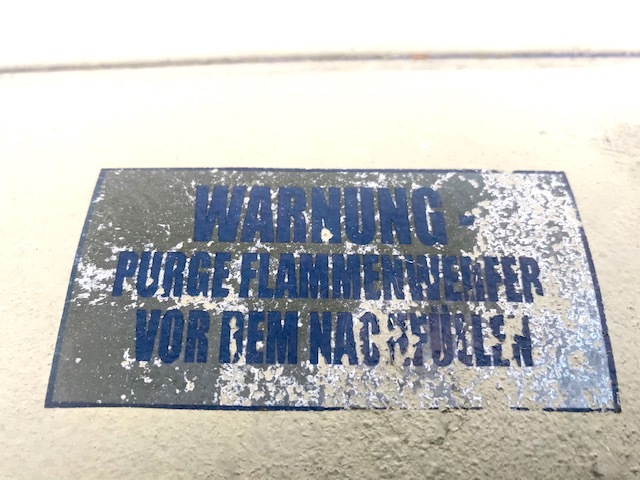 WARNUNG -
PURGE FLAMMENWERFER
VOR DEM NACHFÜLLEN